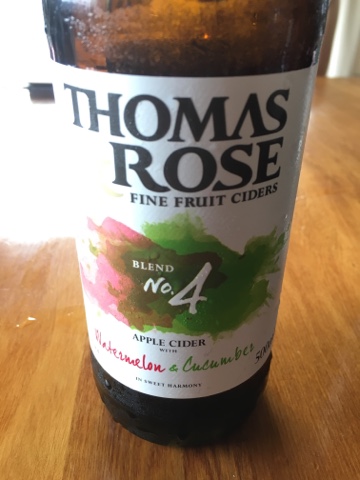 THOMAS
ROSE
FINE FRUIT CIDERS
BLEND
No.4
APPLE CIDER
WITH
Watermelon & Cucumber
IN SWEET HARMONY